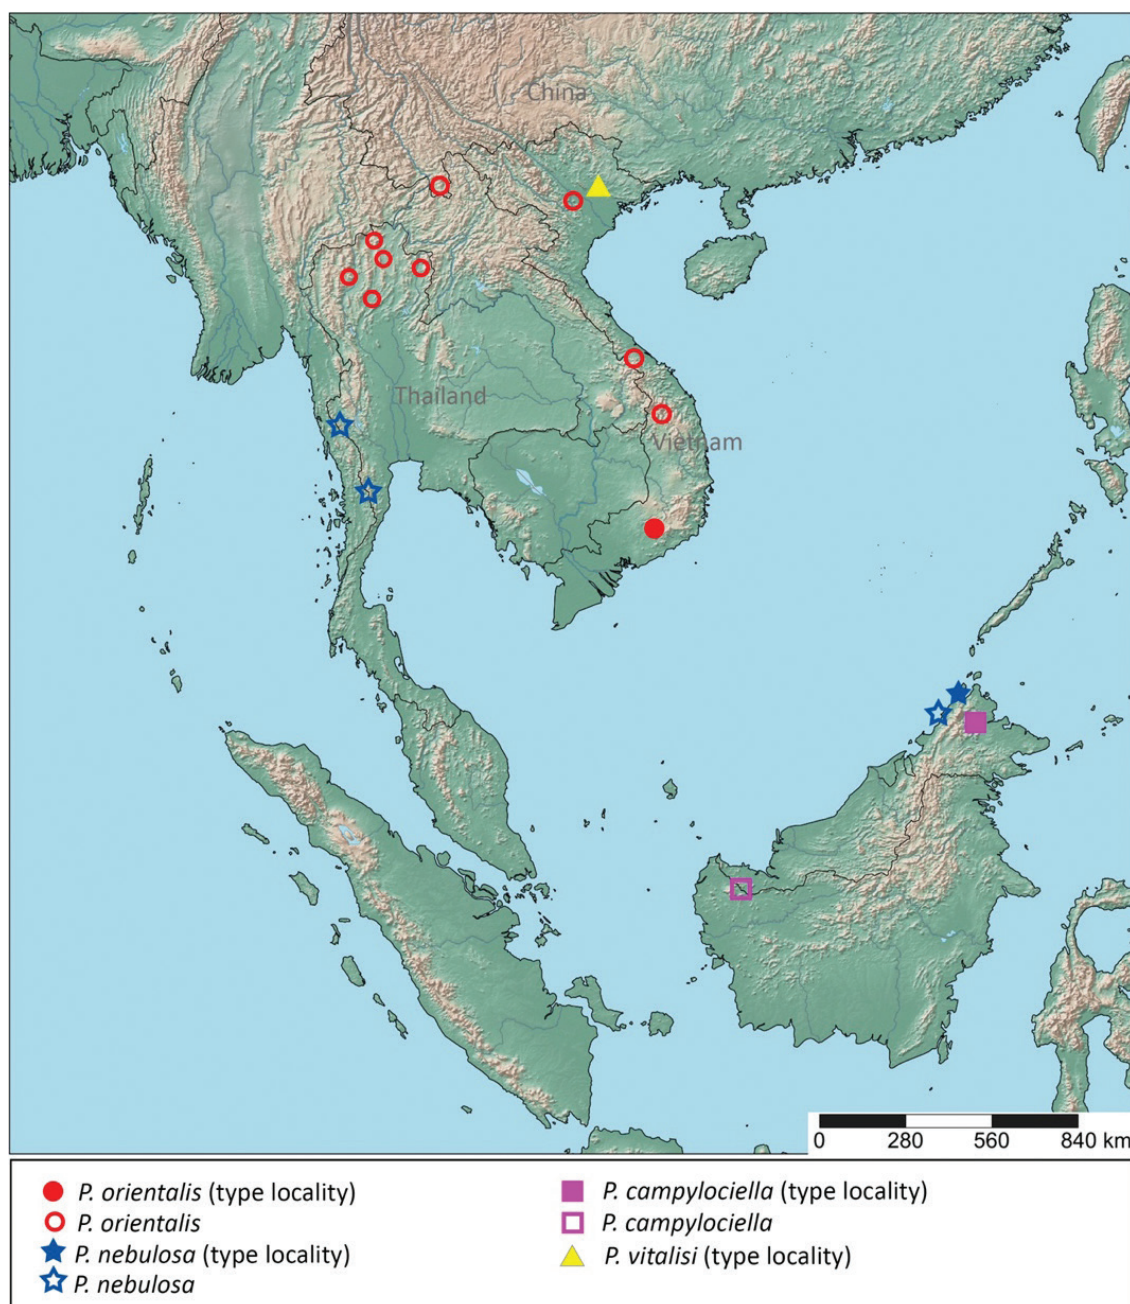 China
Thailand
Vietnam
0 280 560 840 km
P. orientalis (type locality)
P. orientalis
P. nebulosa (type locality)
P. nebulosa
P. campylociella (type locality)
P. campylociella
P. vitalisi (type locality)